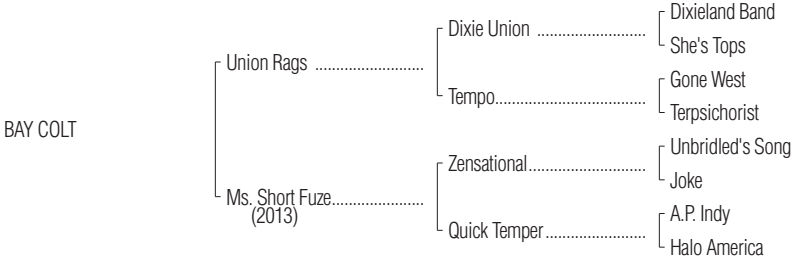 Dixieland Band
Dixie Union ..........................
She's Tops
Union Rags ..........................
Gone West
Tempo....................................
Terpsichorist
BAY COLT
Unbridled's Song
Zensational............................
Joke
Ms. Short Fuze......................
(2013)
A.P. Indy
Quick Temper ........................
Halo America